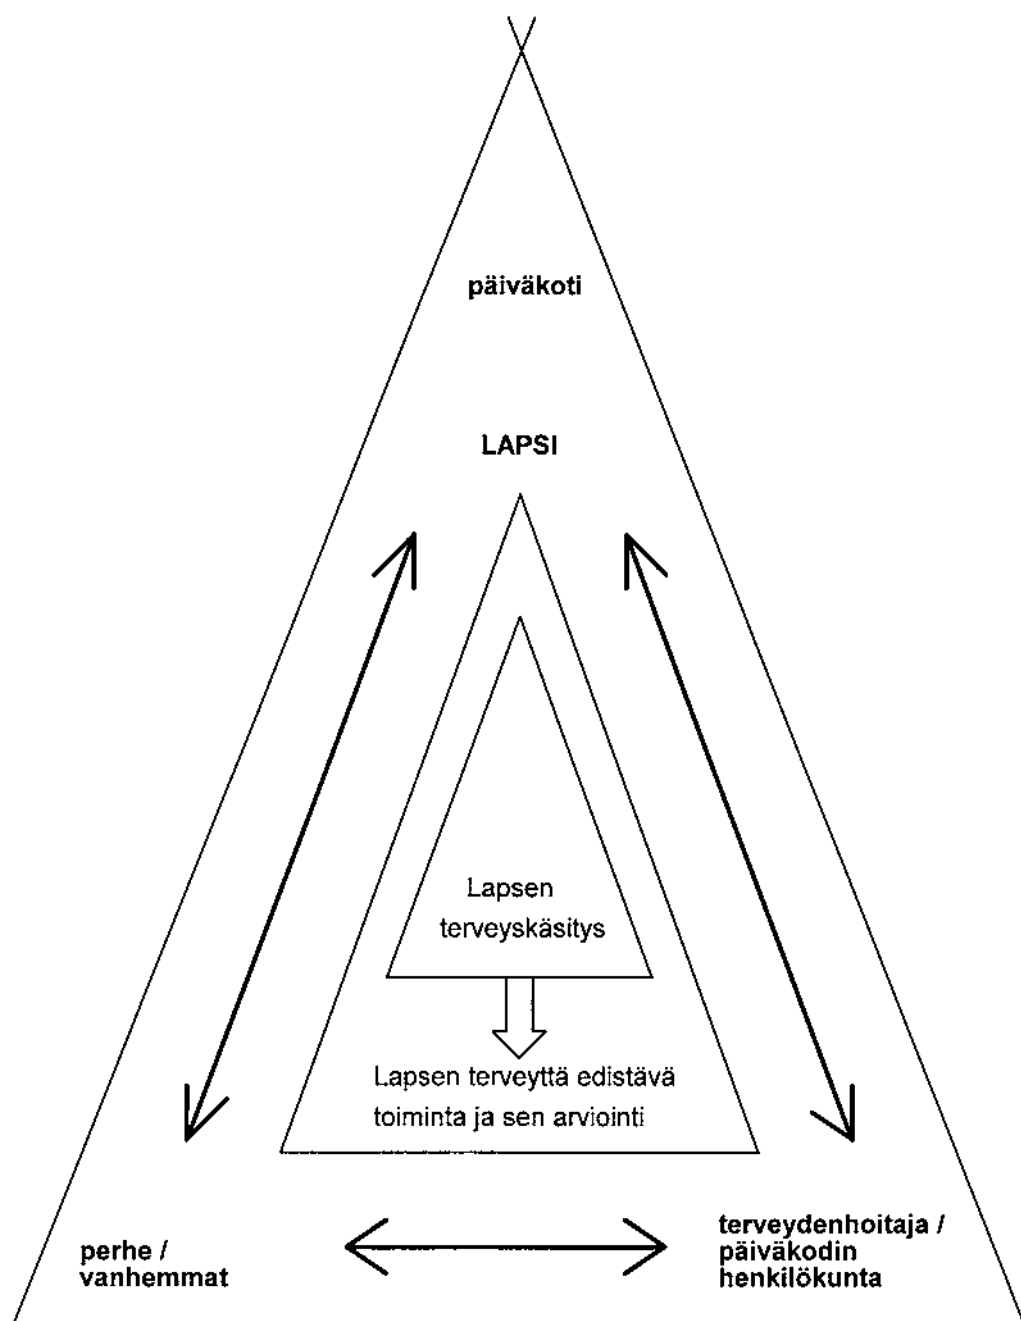 päiväkoti
LAPSI
Lapsen
terveyskäsitys
Lapsen terveyttä edistävä
toiminta ja sen arviointi
perhe /
vanhemmat
terveydenhoitaja /
päiväkodin
henkilökunta